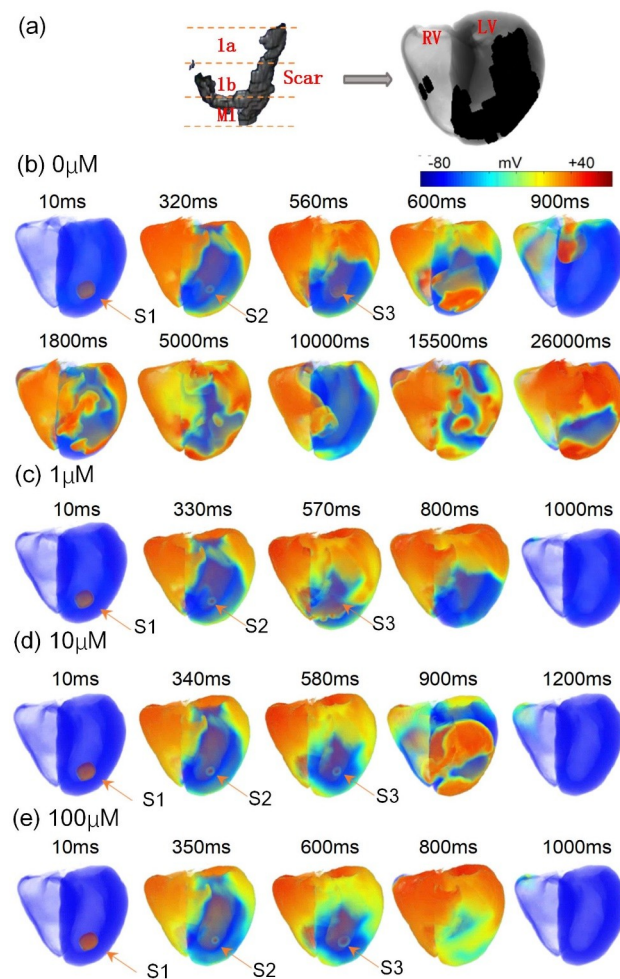 (a)
1a
1b
MI
Scar
RV
LV
(b) 0μM
-80 mV +40
10ms 320ms 560ms 600ms 900ms
S1 S2 S3
1800ms 5000ms 10000ms 15500ms 26000ms
(c) 1μM
10ms 330ms 570ms 800ms 1000ms
S1 S2 S3
(d) 10μM
10ms 340ms 580ms 900ms 1200ms
S1 S2 S3
(e) 100μM
10ms 350ms 600ms 800ms 1000ms
S1 S2 S3